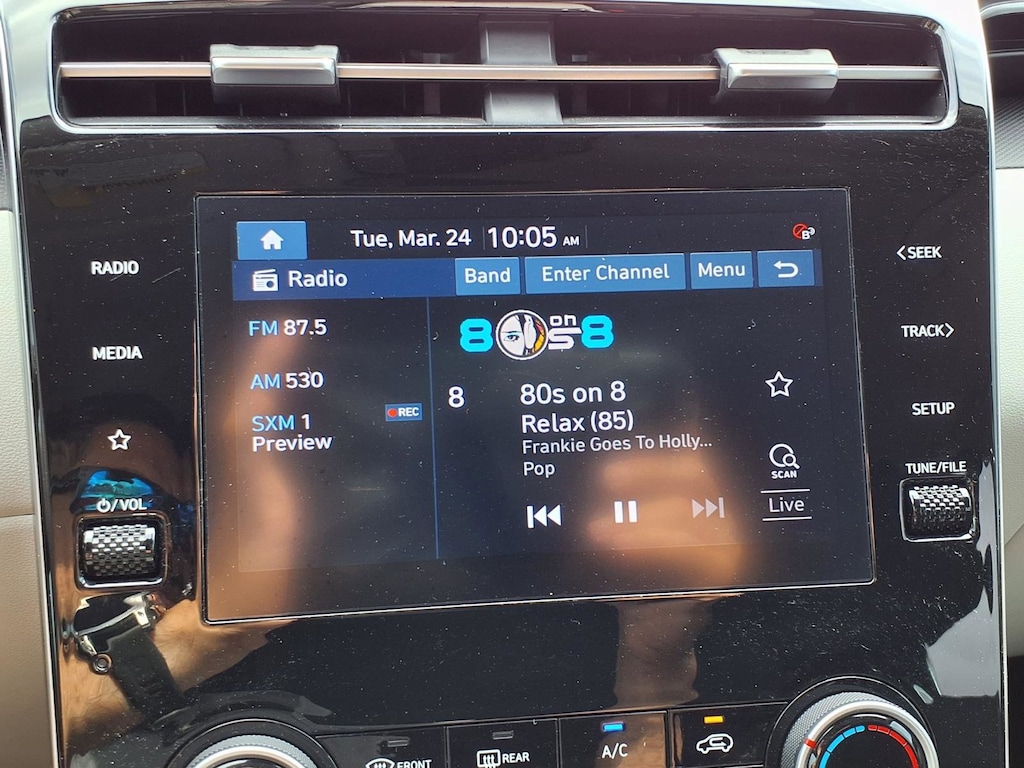 Tue, Mar. 24 10:05 AM
RADIO
MEDIA
Radio
Band
Enter Channel
Menu
FM 87.5
AM 530
SXM 1
Preview
REC
8 on 8
0s
8
80s on 8
Relax (85)
Frankie Goes To Holly...
Pop
SCAN
Live
<SEEK
TRACK>
SETUP
TUNE/FILE
/VOL
FRONT
REAR
A/C